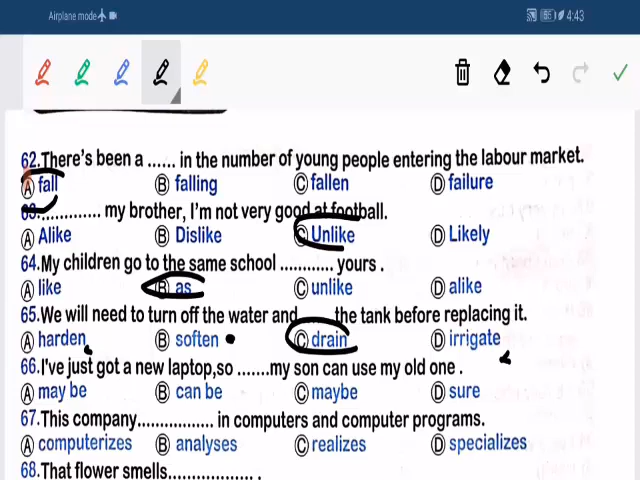 Airplane mode 85 4:43
62.There's been a ...... in the number of young people entering the labour market.
Ⓐ fall Ⓑ falling Ⓒ fallen Ⓓ failure
63.............. my brother, I'm not very good at football.
Ⓐ Alike Ⓑ Dislike Ⓒ Unlike Ⓓ Likely
64.My children go to the same school ............ yours .
Ⓐ like Ⓑ as Ⓒ unlike Ⓓ alike
65.We will need to turn off the water and the tank before replacing it.
Ⓐ harden Ⓑ soften Ⓒ drain Ⓓ irrigate
66.I've just got a new laptop,so .......my son can use my old one .
Ⓐ may be Ⓑ can be Ⓒ maybe Ⓓ sure
67.This company................. in computers and computer programs.
Ⓐ computerizes Ⓑ analyses Ⓒ realizes Ⓓ specializes
68.That flower smells.................. .